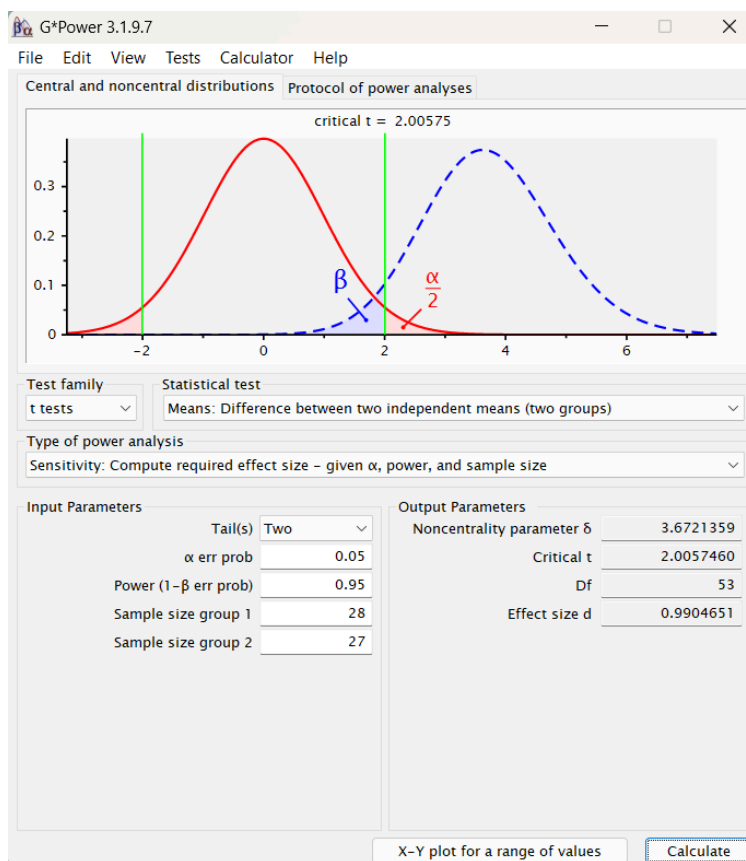 βα G*Power 3.1.9.7
File Edit View Tests Calculator Help
Central and noncentral distributions Protocol of power analyses
critical t = 2.00575
0.3
0.2
β α/2
0.1
0
-2 0 2 4 6
Test family Statistical test
t tests Means: Difference between two independent means (two groups)
Type of power analysis
Sensitivity: Compute required effect size – given α, power, and sample size
Input Parameters Output Parameters
Tail(s) Two Noncentrality parameter δ 3.6721359
α err prob 0.05 Critical t 2.0057460
Power (1-β err prob) 0.95 Df 53
Sample size group 1 28 Effect size d 0.9904651
Sample size group 2 27
X-Y plot for a range of values Calculate